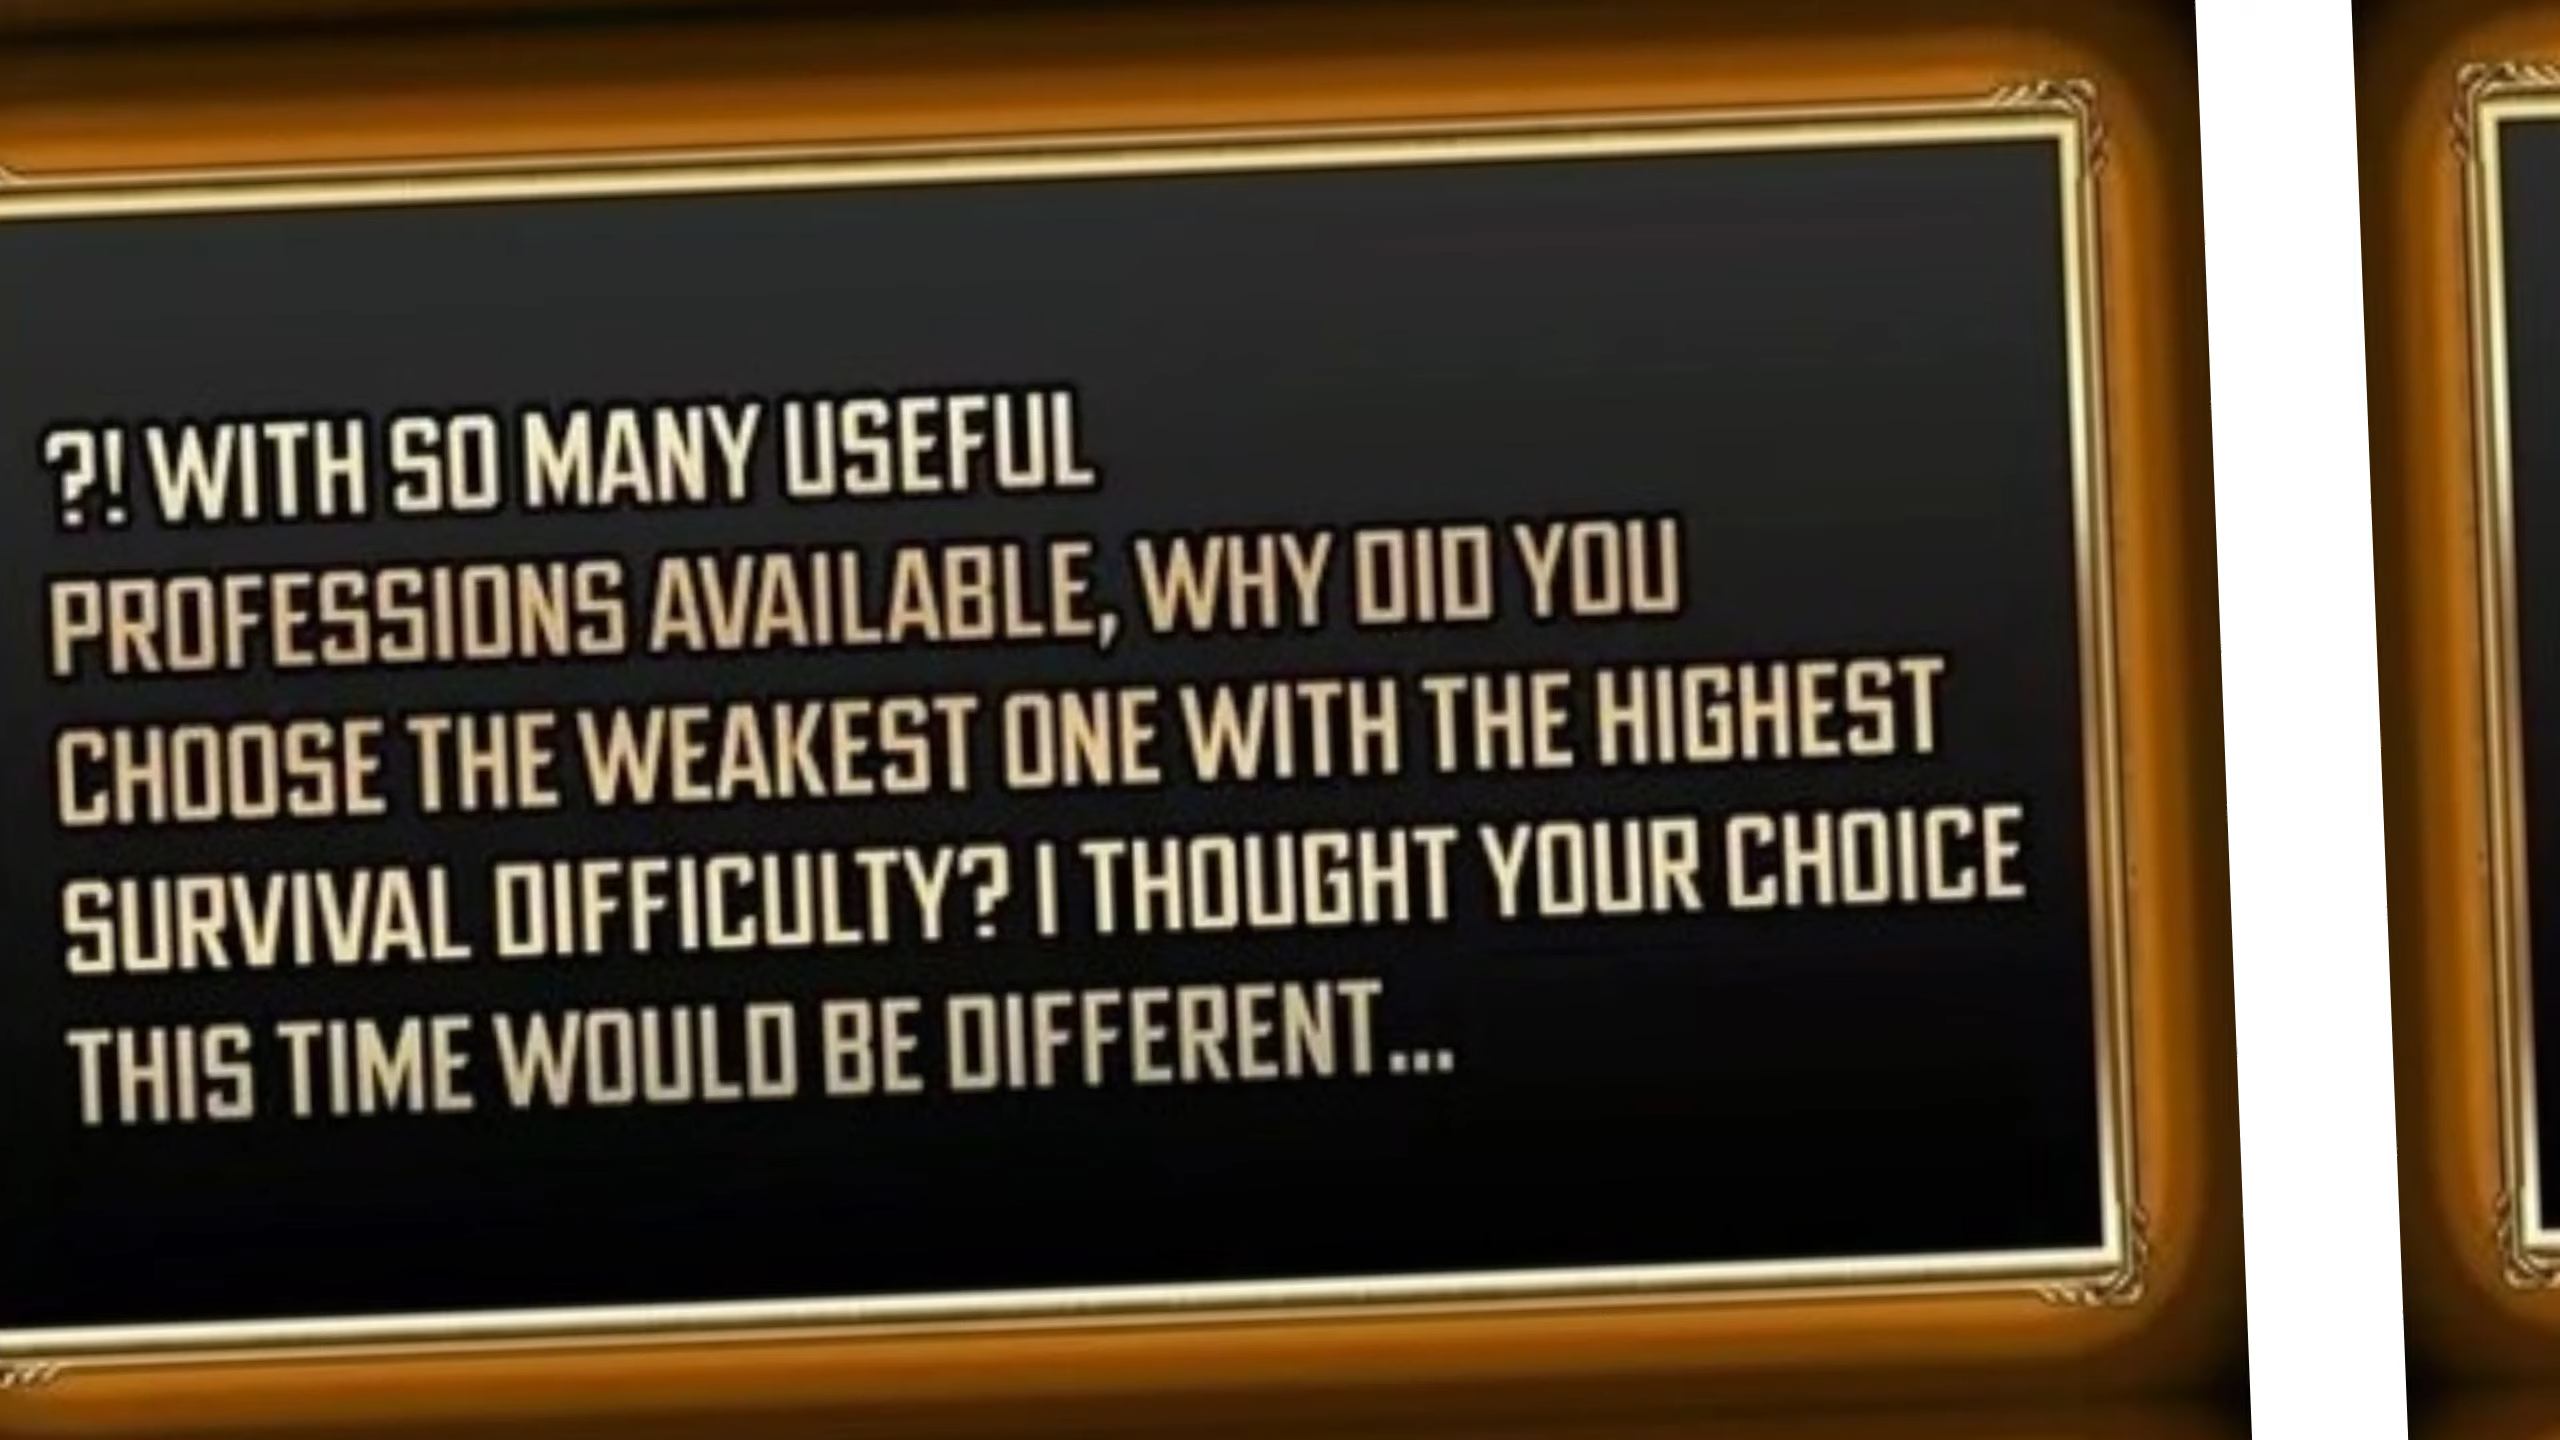 ?! WITH SO MANY USEFUL
PROFESSIONS AVAILABLE, WHY DID YOU
CHOOSE THE WEAKEST ONE WITH THE HIGHEST
SURVIVAL DIFFICULTY? I THOUGHT YOUR CHOICE
THIS TIME WOULD BE DIFFERENT...